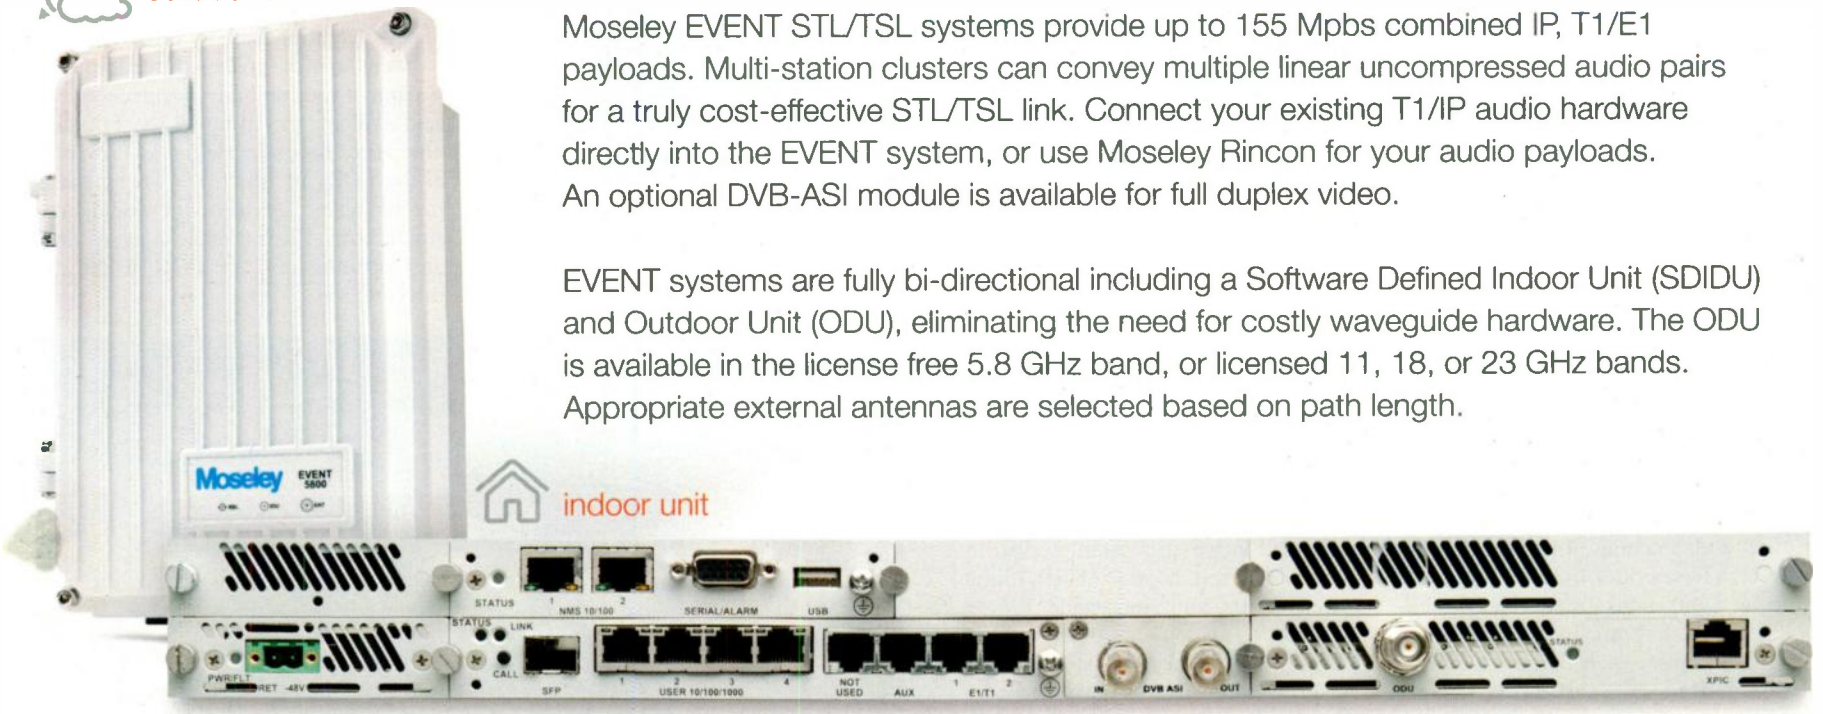 Moseley EVENT STL/TSL systems provide up to 155 Mpbs combined IP, T1/E1
payloads. Multi-station clusters can convey multiple linear uncompressed audio pairs
for a truly cost-effective STL/TSL link. Connect your existing T1/IP audio hardware
directly into the EVENT system, or use Moseley Rincon for your audio payloads.
An optional DVB-ASI module is available for full duplex video.
EVENT systems are fully bi-directional including a Software Defined Indoor Unit (SDIDU)
and Outdoor Unit (ODU), eliminating the need for costly waveguide hardware. The ODU
is available in the license free 5.8 GHz band, or licensed 11, 18, or 23 GHz bands.
Appropriate external antennas are selected based on path length.
Moseley EVENT
5800
indoor unit
STATUS 1 2
NMS 10/100 SERIAL/ALARM USB
STATUS LINK
CALL
SFP
1 2 3 4
USER 10/100/1000
NOT
USED AUX
1 2
E1/T1
IN DVB ASI OUT
ODU
STATUS
XPIC
PWR/FLT
RET -48V